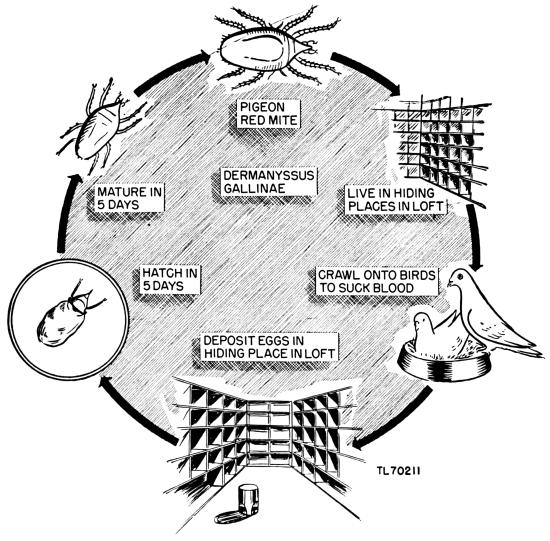 PIGEON
RED MITE
DERMANYSSUS
GALLINAE
MATURE IN
5 DAYS
LIVE IN HIDING
PLACES IN LOFT
HATCH IN
5 DAYS
CRAWL ONTO BIRDS
TO SUCK BLOOD
DEPOSIT EGGS IN
HIDING PLACE IN LOFT
TL70211